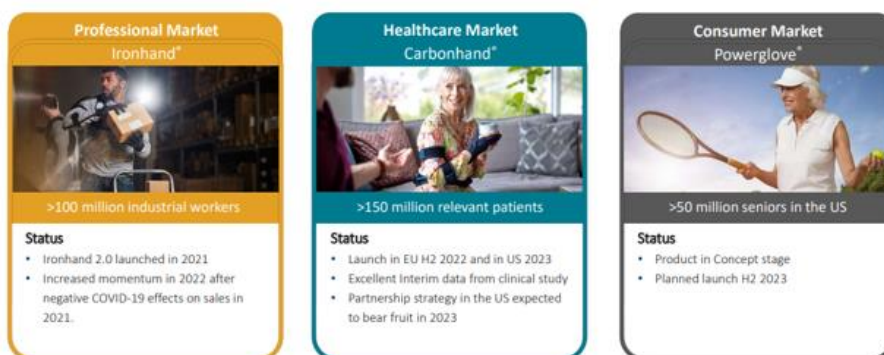 Professional Market
Ironhand®
>100 million industrial workers
Status
• Ironhand 2.0 launched in 2021
• Increased momentum in 2022 after
negative COVID-19 effects on sales in
2021.
Healthcare Market
Carbonhand®
>150 million relevant patients
Status
• Launch in EU H2 2022 and in US 2023
• Excellent Interim data from clinical study
• Partnership strategy in the US expected
to bear fruit in 2023
Consumer Market
Powerglove®
>50 million seniors in the US
Status
• Product in Concept stage
• Planned launch H2 2023